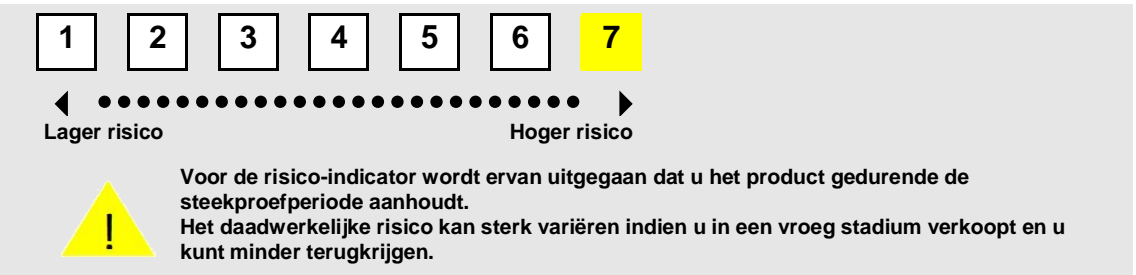 1 2 3 4 5 6 7
Lager risico Hoger risico
Voor de risico-indicator wordt ervan uitgegaan dat u het product gedurende de
steekproefperiode aanhoudt.
Het daadwerkelijke risico kan sterk variëren indien u in een vroeg stadium verkoopt en u
kunt minder terugkrijgen.
!